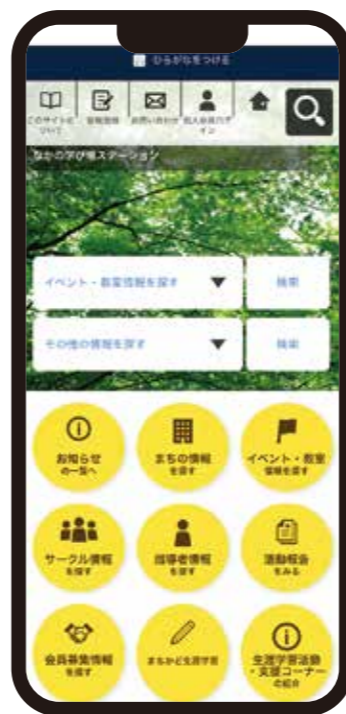 ひらがなをつける
このサイトに
ついて
情報登録
お問い合わせ
個人会員ログ
イン
なかの学び場ステーション
イベント・教室情報を探す
検索
その他の情報を探す
検索
お知らせ
の一覧へ
まちの情報
を探す
イベント・教室
情報を探す
サークル情報
を探す
指導者情報
を探す
活動報告
をみる
会員募集情報
を探す
まちかど生涯学習
生涯学習活動
・支援コーナー
の紹介